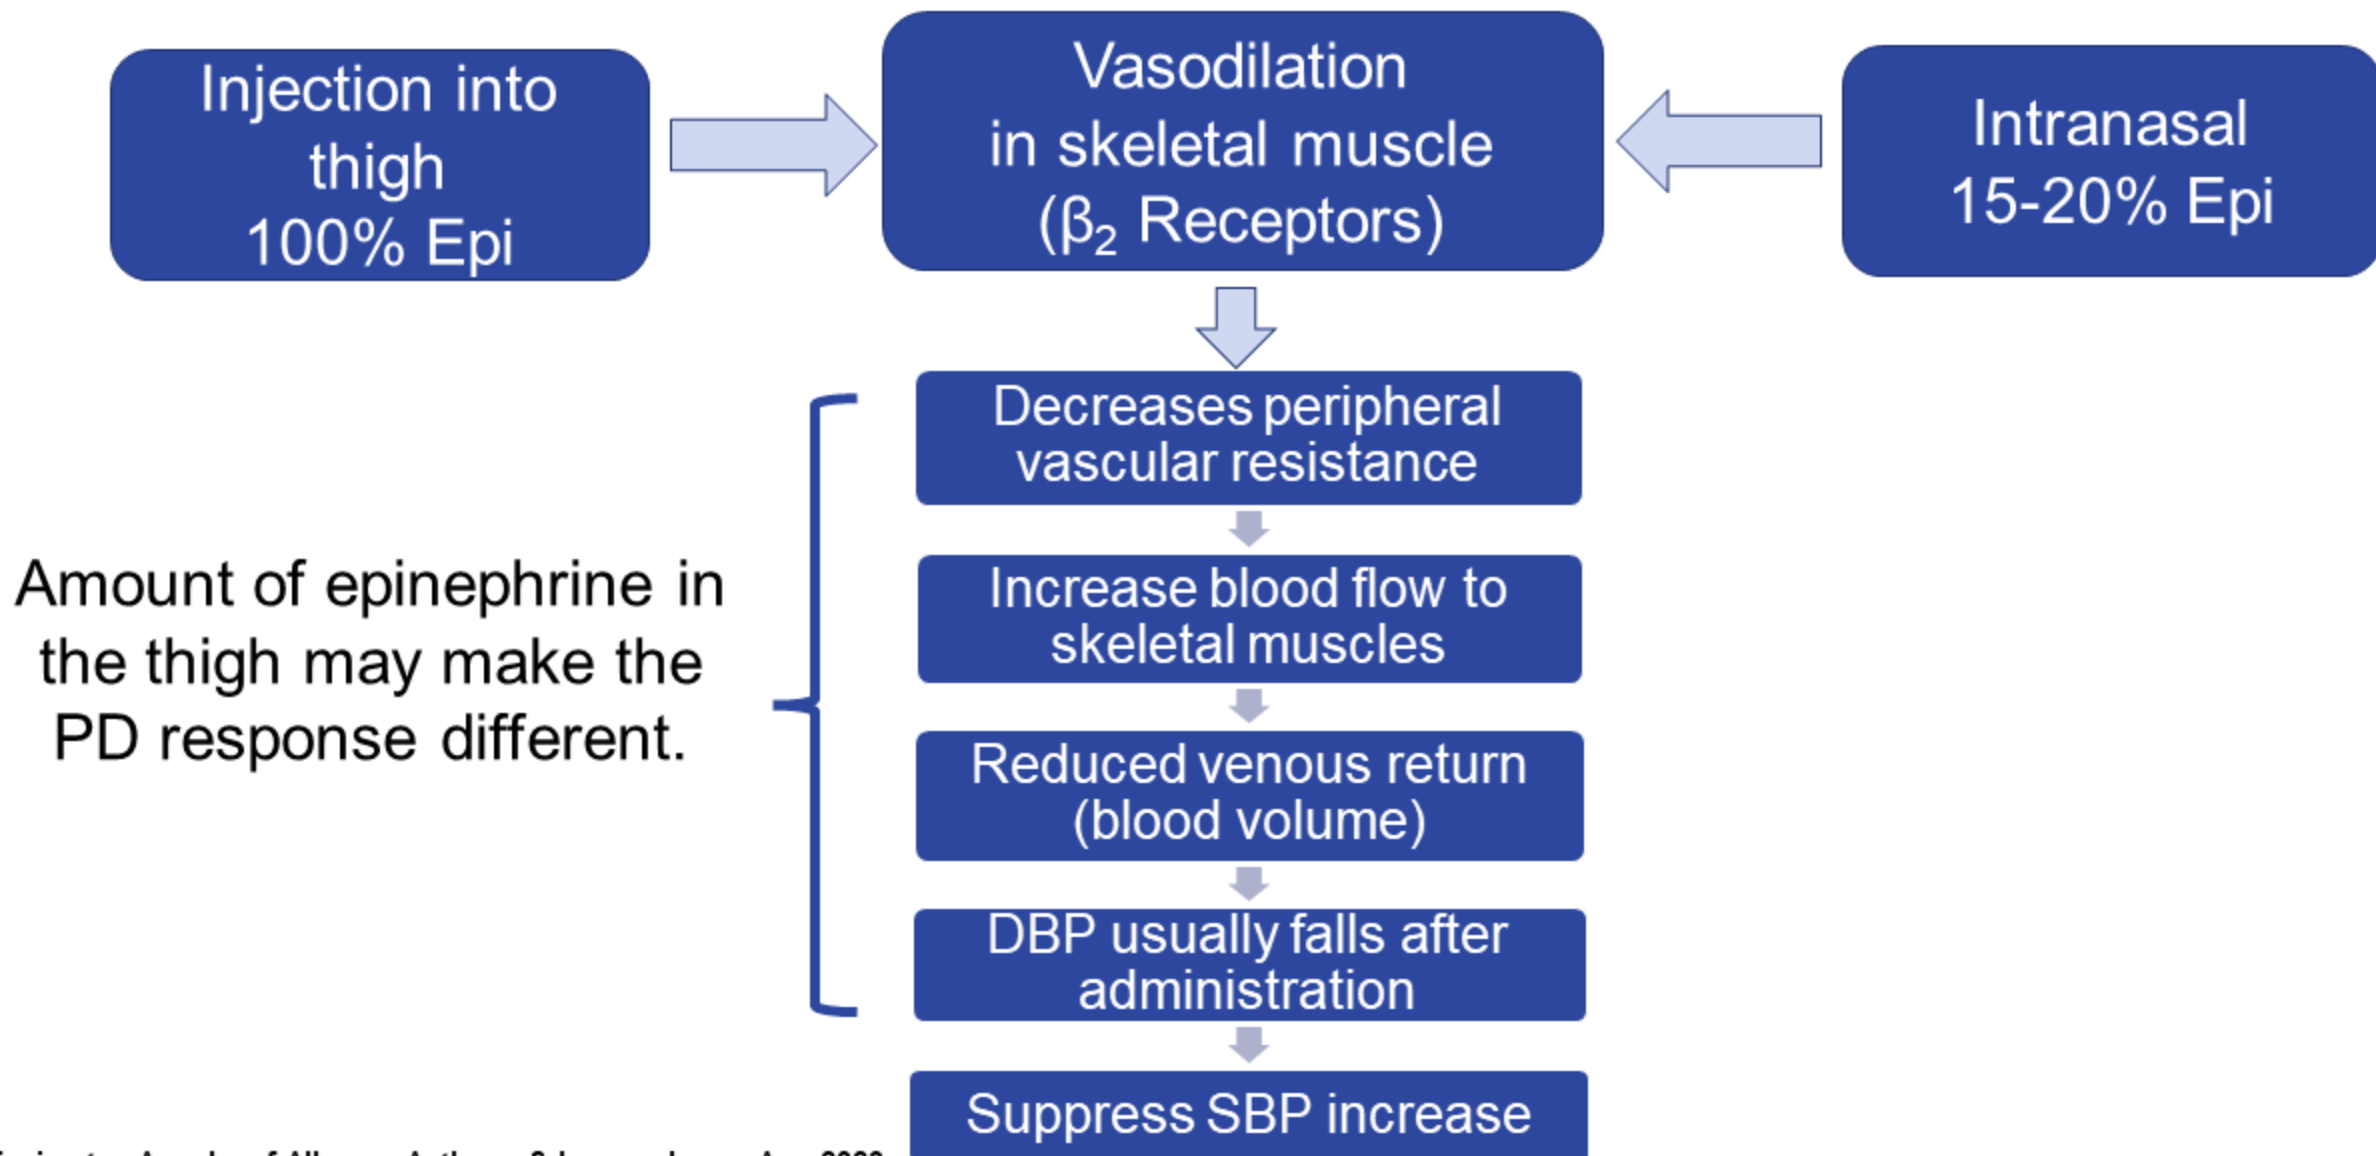 Injection into
thigh
100% Epi
Vasodilation
in skeletal muscle
(β₂ Receptors)
Intranasal
15-20% Epi
Decreases peripheral
vascular resistance
Increase blood flow to
skeletal muscles
Reduced venous return
(blood volume)
DBP usually falls after
administration
Suppress SBP increase
Amount of epinephrine in
the thigh may make the
PD response different.